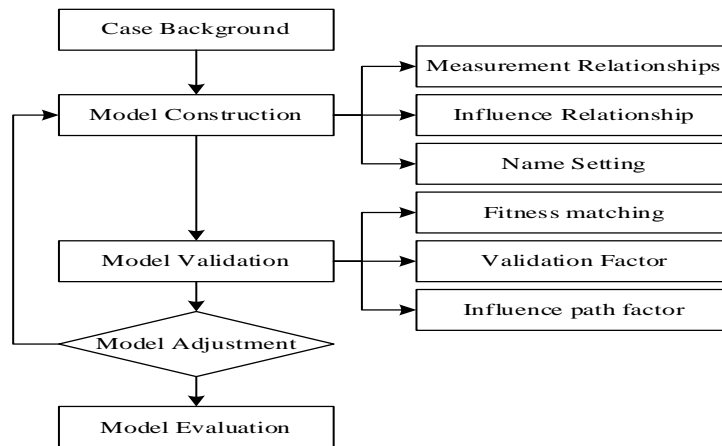 Case Background
Model Construction
Measurement Relationships
Influence Relationship
Name Setting
Model Validation
Fitness matching
Validation Factor
Influence path factor
Model Adjustment
Model Evaluation